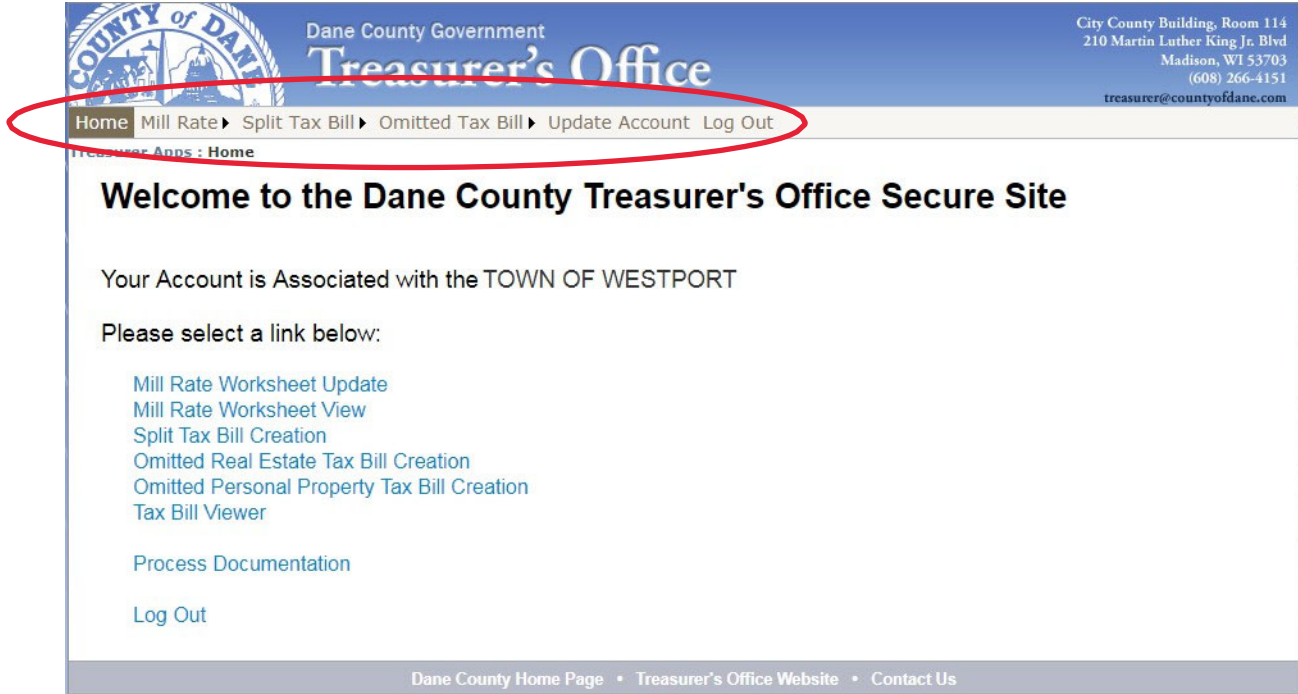 COUNTY of DANE
Dane County Government
Treasurer's Office
City County Building, Room 114
210 Martin Luther King Jr. Blvd
Madison, WI 53703
(608) 266-4151
treasurer@countyofdane.com
Home Mill Rate Split Tax Bill Omitted Tax Bill Update Account Log Out
Treasurer Apps : Home
Welcome to the Dane County Treasurer's Office Secure Site
Your Account is Associated with the TOWN OF WESTPORT
Please select a link below:
Mill Rate Worksheet Update
Mill Rate Worksheet View
Split Tax Bill Creation
Omitted Real Estate Tax Bill Creation
Omitted Personal Property Tax Bill Creation
Tax Bill Viewer
Process Documentation
Log Out
Dane County Home Page • Treasurer's Office Website • Contact Us